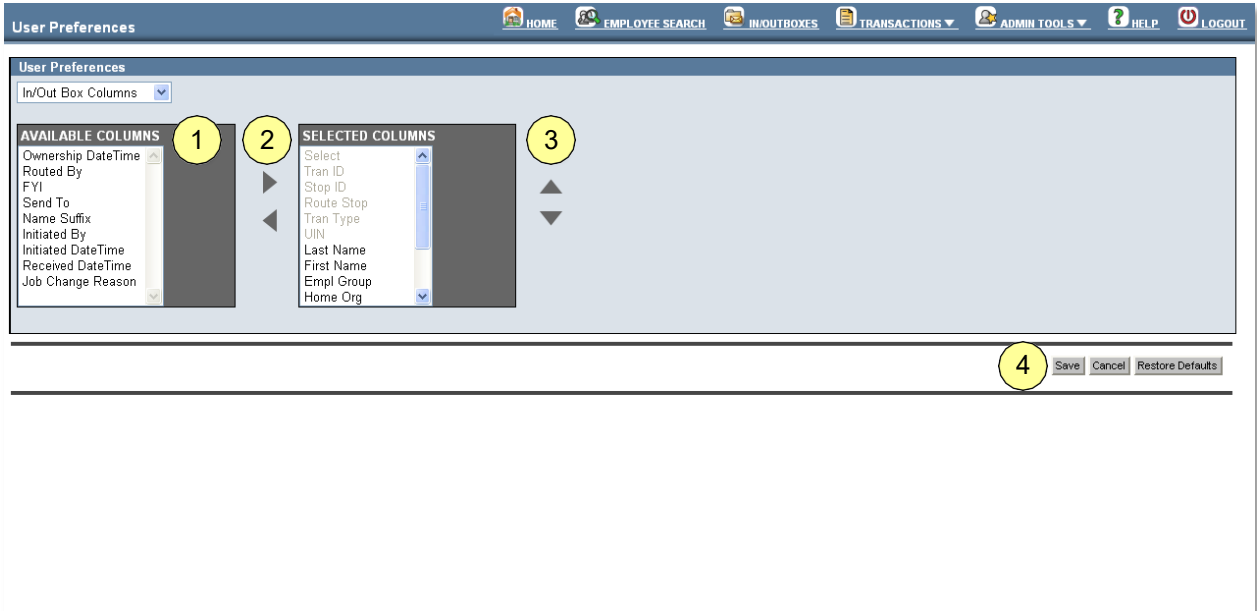 User Preferences
HOME
EMPLOYEE SEARCH
IN/OUTBOXES
TRANSACTIONS
ADMIN TOOLS
HELP
LOGOUT
User Preferences
In/Out Box Columns
AVAILABLE COLUMNS
1
Ownership DateTime
Routed By
FYI
Send To
Name Suffix
Initiated By
Initiated DateTime
Received DateTime
Job Change Reason
2
SELECTED COLUMNS
Select
Tran ID
Stop ID
Route Stop
Tran Type
UIN
Last Name
First Name
Empl Group
Home Org
3
4
Save
Cancel
Restore Defaults